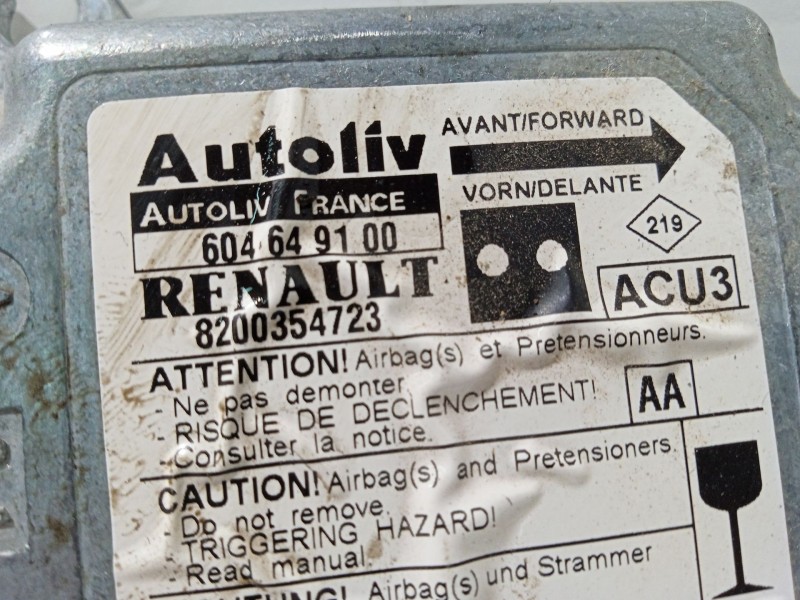 Autoliv
AVANT/FORWARD
AUTOLIV FRANCE
VORN/DELANTE
604 64 91 00
219
RENAULT
ACU3
8200354723
ATTENTION! Airbag(s) et Pretensionneurs.
- Ne pas demonter.
- RISQUE DE DECLENCHEMENT!
- Consulter la notice.
AA
CAUTION! Airbag(s) and Pretensioners.
- Do not remove.
- TRIGGERING HAZARD!
- Read manual.
Airbag(s) und Strammer